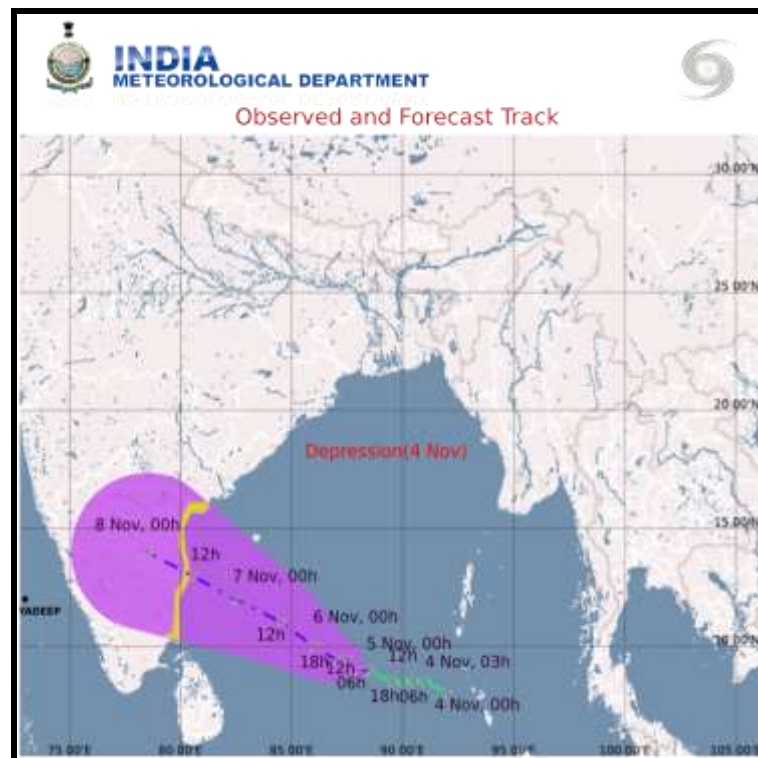 INDIA
METEOROLOGICAL DEPARTMENT
Observed and Forecast Track
30 00'N
25 00'N
20 00'N
Depression(4 Nov)
15 00'N
8 Nov, 00h
12h
7 Nov, 00h
6 Nov, 00h
12h
5 Nov, 00h
12h
4 Nov, 03h
18h
12h
06h
18h
06h
4 Nov, 00h
75 00'E
80 00'E
85 00'E
90 00'E
95 00'E
100 00'E
105 00'E